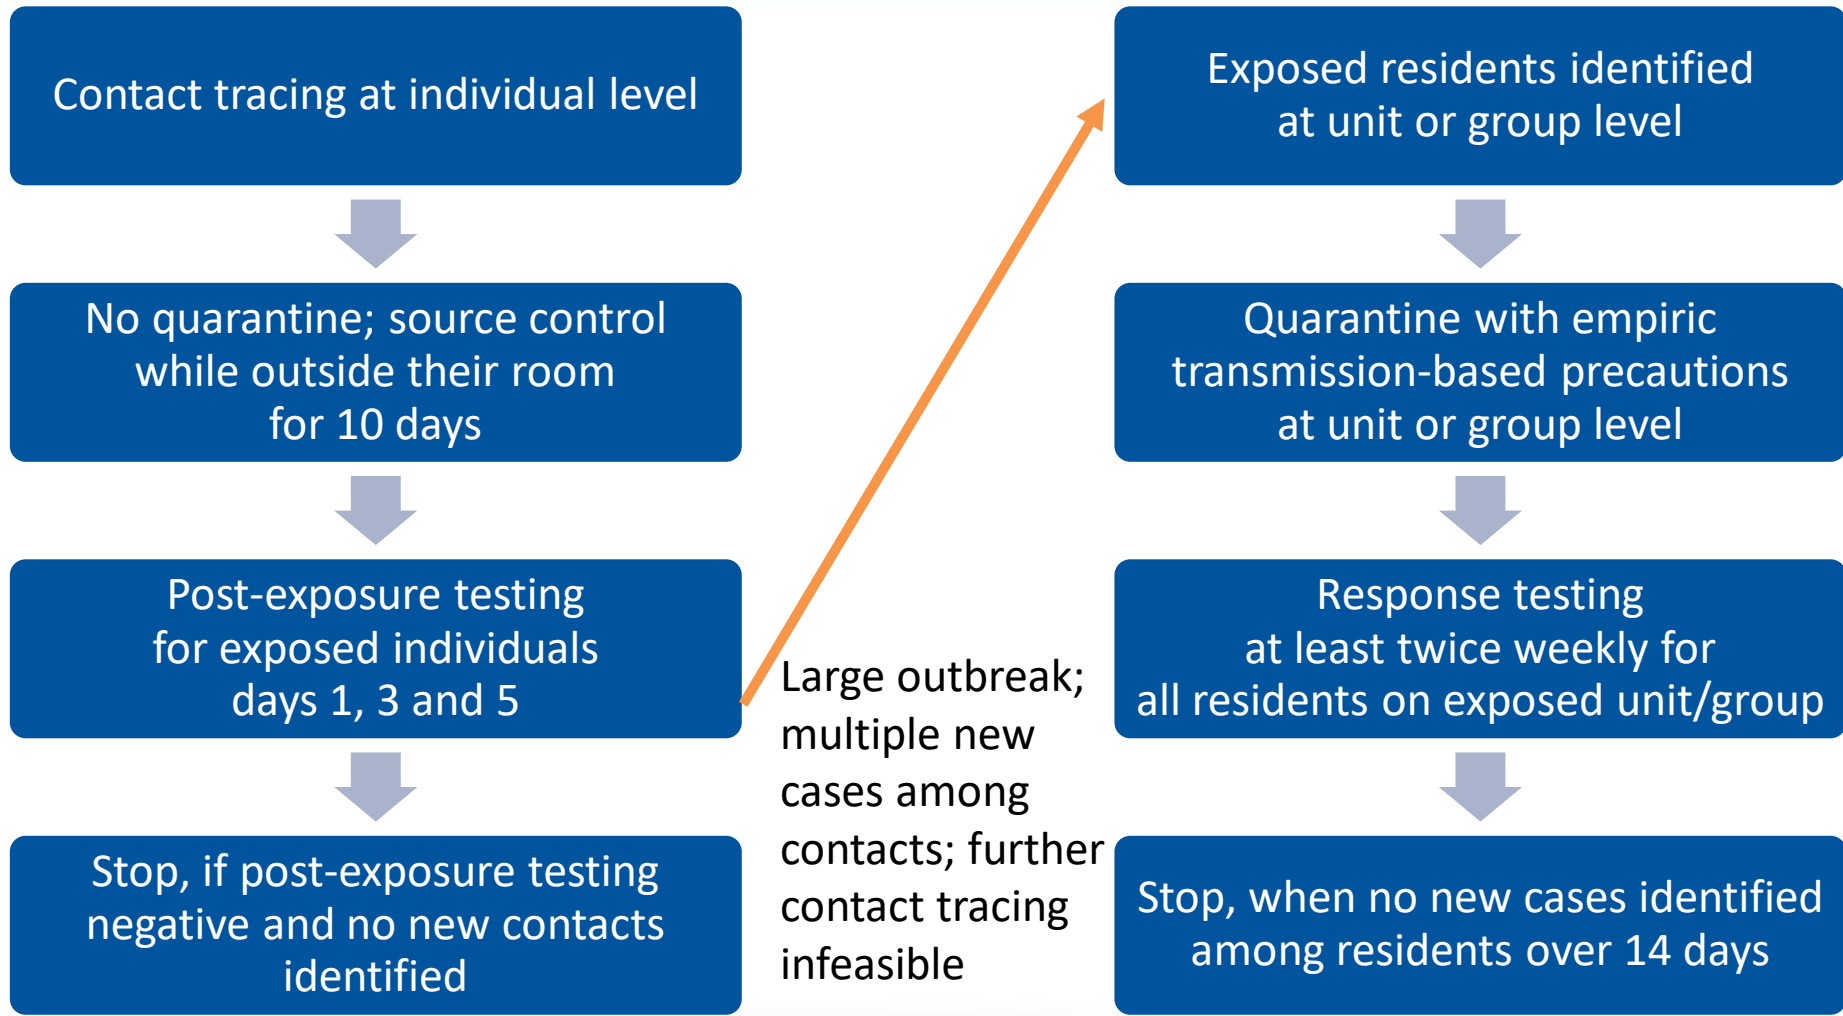 Contact tracing at individual level
No quarantine; source control
while outside their room
for 10 days
Post-exposure testing
for exposed individuals
days 1, 3 and 5
Stop, if post-exposure testing
negative and no new contacts
identified
Large outbreak;
multiple new
cases among
contacts; further
contact tracing
infeasible
Exposed residents identified
at unit or group level
Quarantine with empiric
transmission-based precautions
at unit or group level
Response testing
at least twice weekly for
all residents on exposed unit/group
Stop, when no new cases identified
among residents over 14 days